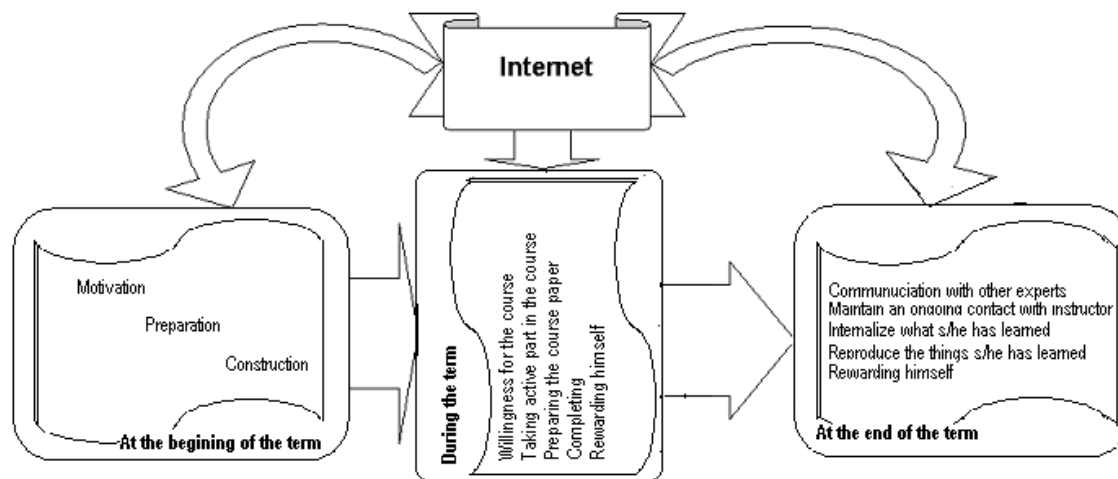 Internet
Motivation
Preparation
Construction
At the begining of the term
During the term
Willingness for the course
Taking active part in the course
Preparing the course paper
Completing
Rewarding himself
Communuciation with other experts
Maintain an ongoing contact with instructor
Internalize what s/he has learned
Reproduce the things s/he has learned
Rewarding himself
At the end of the term